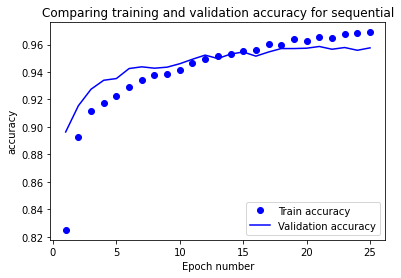 Comparing training and validation accuracy for sequential
accuracy
0.96
0.94
0.92
0.90
0.88
0.86
0.84
0.82
0
5
10
15
20
25
Epoch number
Train accuracy
Validation accuracy